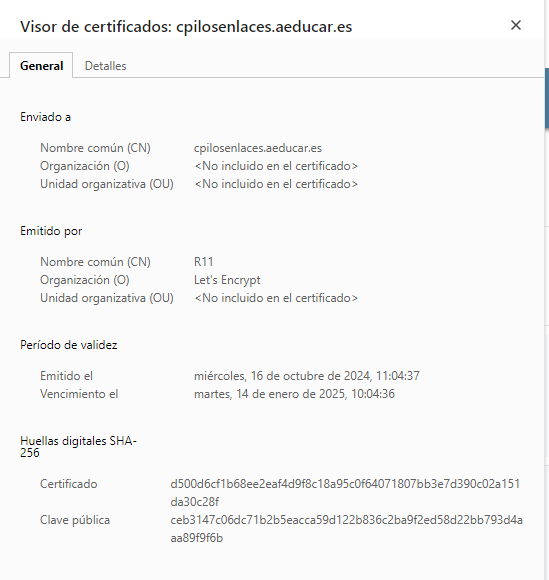 Visor de certificados: cpilosenlaces.aeducar.es
General
Detalles
Enviado a
Nombre común (CN) cpilosenlaces.aeducar.es
Organización (O) <No incluido en el certificado>
Unidad organizativa (OU) <No incluido en el certificado>
Emitido por
Nombre común (CN) R11
Organización (O) Let's Encrypt
Unidad organizativa (OU) <No incluido en el certificado>
Período de validez
Emitido el miércoles, 16 de octubre de 2024, 11:04:37
Vencimiento el martes, 14 de enero de 2025, 10:04:36
Huellas digitales SHA-
256
Certificado d500d6cf1b68ee2eaf4d9f8c18a95c0f64071807bb3e7d390c02a151
da30c28f
Clave pública ceb3147c06dc71b2b5eacca59d122b836c2ba9f2ed58d22bb793d4a
aa89f9f6b